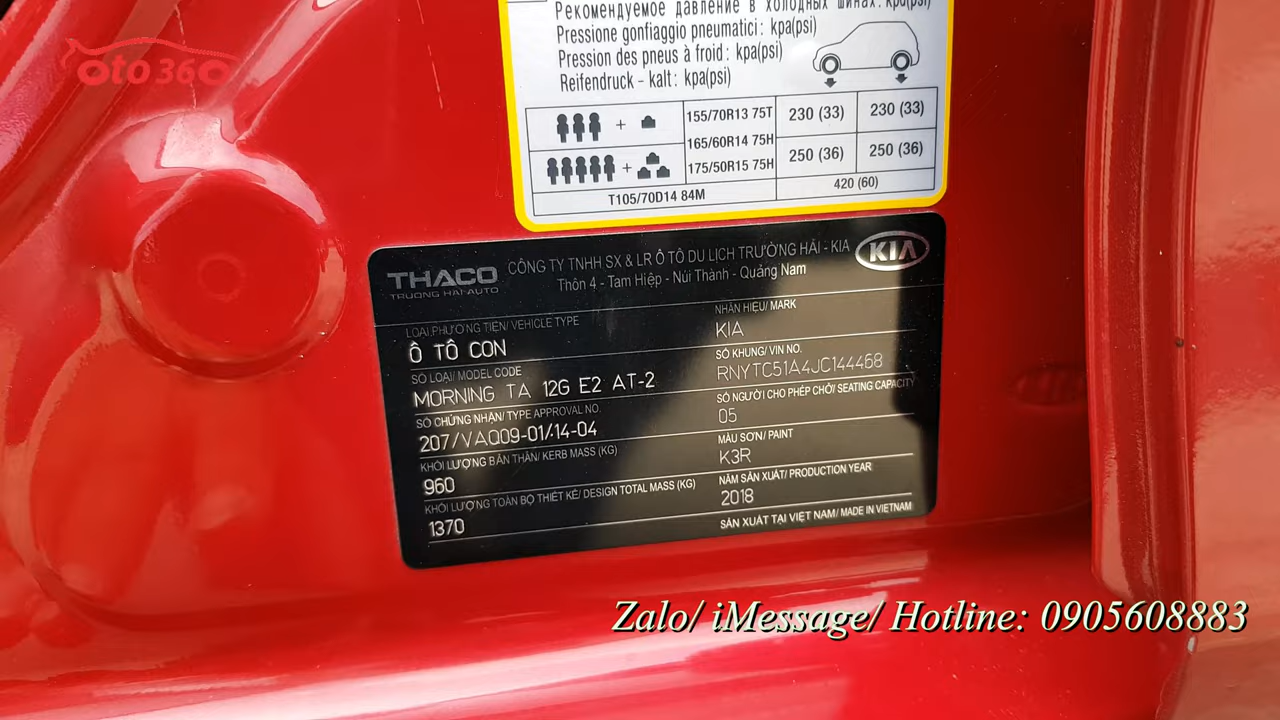 oto360
Рекомендуемое давление в холодных шинах: kpa(psi)
Pressione gonfiaggio pneumatici: kpa(psi)
Pression des pneus à froid: kpa(psi)
Reifendruck - kalt: kpa(psi)
+ 155/70R13 75T 230 (33) 230 (33)
165/60R14 75H
+ 175/50R15 75H 250 (36) 250 (36)
T105/70D14 84M 420 (60)
THACO
TRUONG HAI AUTO
CÔNG TY TNHH SX & LR Ô TÔ DU LỊCH TRƯỜNG HẢI - KIA
Thôn 4 - Tam Hiệp - Núi Thành - Quảng Nam
KIA
LOẠI PHƯƠNG TIỆN/ VEHICLE TYPE
Ô TÔ CON
SỐ LOẠI/ MODEL CODE
MORNING TA 12G E2 AT-2
SỐ CHỨNG NHẬN/ TYPE APPROVAL NO.
207/VAQ09-01/14-04
KHỐI LƯỢNG BẢN THÂN/ KERB MASS (KG)
960
KHỐI LƯỢNG TOÀN BỘ THIẾT KẾ/ DESIGN TOTAL MASS (KG)
1370
NHÃN HIỆU/ MARK
KIA
SỐ KHUNG/ VIN NO.
RNYTC51A4JC144468
SỐ NGƯỜI CHO PHÉP CHỞ/ SEATING CAPACITY
05
MÀU SƠN/ PAINT
K3R
NĂM SẢN XUẤT/ PRODUCTION YEAR
2018
SẢN XUẤT TẠI VIỆT NAM/ MADE IN VIETNAM
Zalo/ iMessage/ Hotline: 0905608883